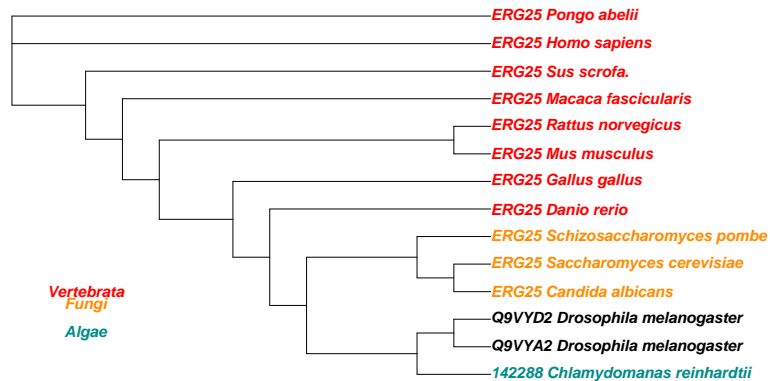 ERG25 Pongo abelii
ERG25 Homo sapiens
ERG25 Sus scrofa.
ERG25 Macaca fascicularis
ERG25 Rattus norvegicus
ERG25 Mus musculus
ERG25 Gallus gallus
ERG25 Danio rerio
ERG25 Schizosaccharomyces pombe
ERG25 Saccharomyces cerevisiae
ERG25 Candida albicans
Q9VYD2 Drosophila melanogaster
Q9VYA2 Drosophila melanogaster
142288 Chlamydomanas reinhardtii
Vertebrata
Fungi
Algae